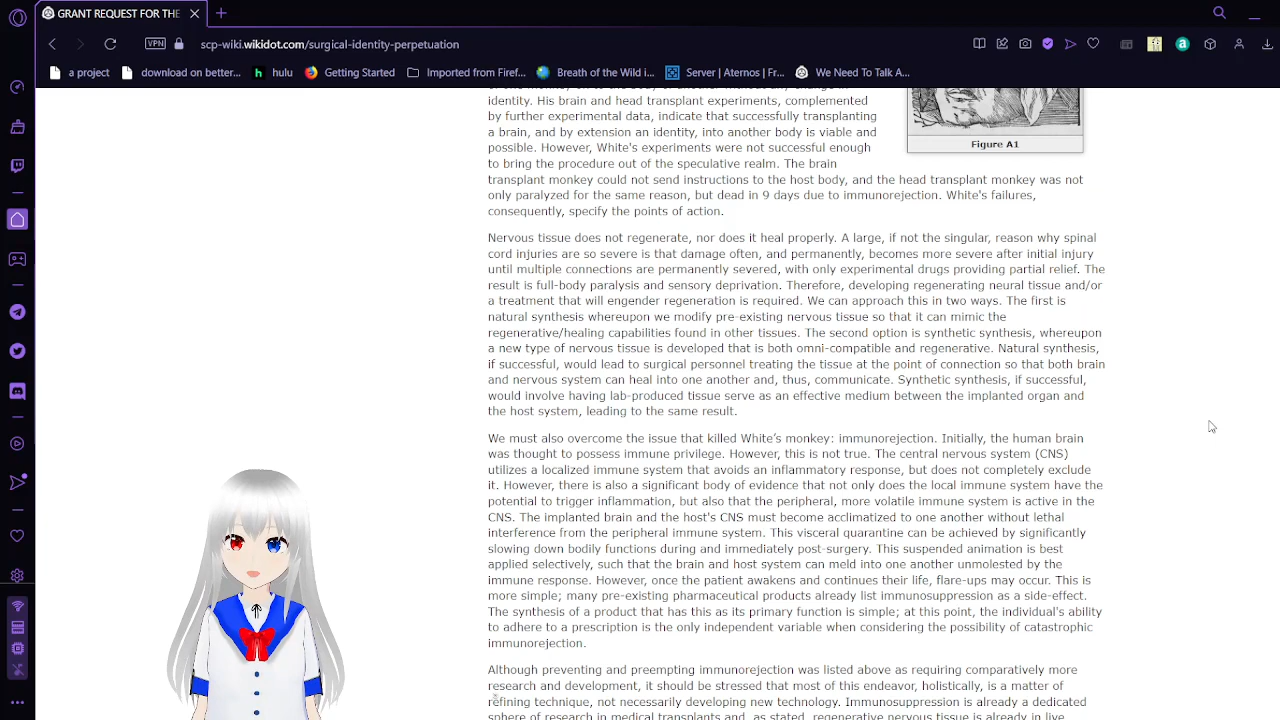 GRANT REQUEST FOR THE
VPN
scp-wiki.wikidot.com/surgical-identity-perpetuation
a project
download on better...
hulu
Getting Started
Imported from Firef...
Breath of the Wild i...
Server | Aternos | Fr...
We Need To Talk A...
identity. His brain and head transplant experiments, complemented
by further experimental data, indicate that successfully transplanting
a brain, and by extension an identity, into another body is viable and
possible. However, White's experiments were not successful enough
to bring the procedure out of the speculative realm. The brain
transplant monkey could not send instructions to the host body, and the head transplant monkey was not
only paralyzed for the same reason, but dead in 9 days due to immunorejection. White's failures,
consequently, specify the points of action.
Figure A1
Nervous tissue does not regenerate, nor does it heal properly. A large, if not the singular, reason why spinal
cord injuries are so severe is that damage often, and permanently, becomes more severe after initial injury
until multiple connections are permanently severed, with only experimental drugs providing partial relief. The
result is full-body paralysis and sensory deprivation. Therefore, developing regenerating neural tissue and/or
a treatment that will engender regeneration is required. We can approach this in two ways. The first is
natural synthesis whereupon we modify pre-existing nervous tissue so that it can mimic the
regenerative/healing capabilities found in other tissues. The second option is synthetic synthesis, whereupon
a new type of nervous tissue is developed that is both omni-compatible and regenerative. Natural synthesis,
if successful, would lead to surgical personnel treating the tissue at the point of connection so that both brain
and nervous system can heal into one another and, thus, communicate. Synthetic synthesis, if successful,
would involve having lab-produced tissue serve as an effective medium between the implanted organ and
the host system, leading to the same result.
We must also overcome the issue that killed White's monkey: immunorejection. Initially, the human brain
was thought to possess immune privilege. However, this is not true. The central nervous system (CNS)
utilizes a localized immune system that avoids an inflammatory response, but does not completely exclude
it. However, there is also a significant body of evidence that not only does the local immune system have the
potential to trigger inflammation, but also that the peripheral, more volatile immune system is active in the
CNS. The implanted brain and the host's CNS must become acclimatized to one another without lethal
interference from the peripheral immune system. This visceral quarantine can be achieved by significantly
slowing down bodily functions during and immediately post-surgery. This suspended animation is best
applied selectively, such that the brain and host system can meld into one another unmolested by the
immune response. However, once the patient awakens and continues their life, flare-ups may occur. This is
more simple; many pre-existing pharmaceutical products already list immunosuppression as a side-effect.
The synthesis of a product that has this as its primary function is simple; at this point, the individual's ability
to adhere to a prescription is the only independent variable when considering the possibility of catastrophic
immunorejection.
Although preventing and preempting immunorejection was listed above as requiring comparatively more
research and development, it should be stressed that most of this endeavor, holistically, is a matter of
refining technique, not necessarily developing new technology. Immunosuppression is already a dedicated
sphere of research in medical transplants and, as stated, regenerative nervous tissue is already in live